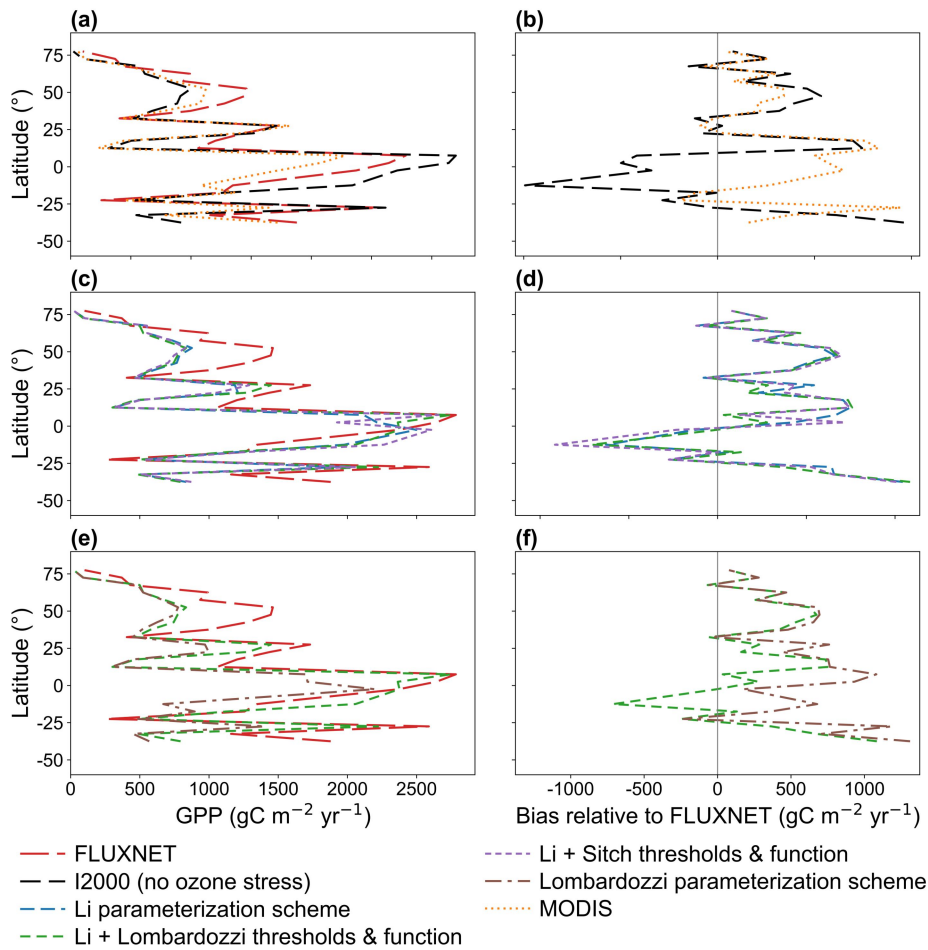 (a)
(b)
Latitude (°)
75
50
25
0
-25
-50
(c)
(d)
Latitude (°)
75
50
25
0
-25
-50
(e)
(f)
Latitude (°)
75
50
25
0
-25
-50
0 500 1000 1500 2000 2500
-1000 -500 0 500 1000
GPP (gC m⁻² yr⁻¹)
Bias relative to FLUXNET (gC m⁻² yr⁻¹)
FLUXNET
I2000 (no ozone stress)
Li parameterization scheme
Li + Lombardozzi thresholds & function
Li + Sitch thresholds & function
Lombardozzi parameterization scheme
MODIS